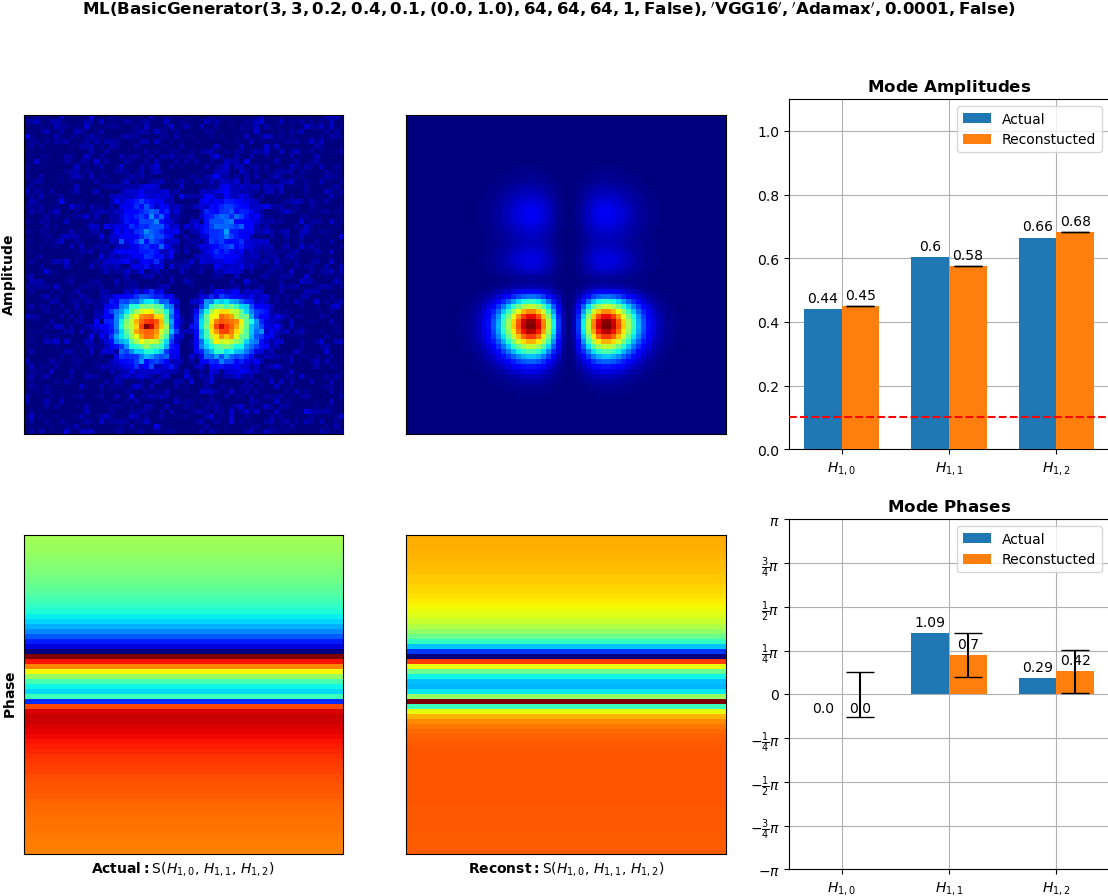 ML(BasicGenerator(3, 3, 0.2, 0.4, 0.1, (0.0, 1.0), 64, 64, 64, 1, False), ′VGG16′, ′Adamax′, 0.0001, False)
Amplitude
Mode Amplitudes
Actual
Reconstucted
1.0
0.8
0.6
0.4
0.2
0.0
0.44
0.45
0.6
0.58
0.66
0.68
H1, 0
H1, 1
H1, 2
Phase
Actual: S(H1, 0, H1, 1, H1, 2)
Reconst: S(H1, 0, H1, 1, H1, 2)
Mode Phases
Actual
Reconstucted
π
3/4π
1/2π
1/4π
0
−1/4π
−1/2π
−3/4π
−π
0.0
0.0
1.09
0.7
0.29
0.42
H1, 0
H1, 1
H1, 2